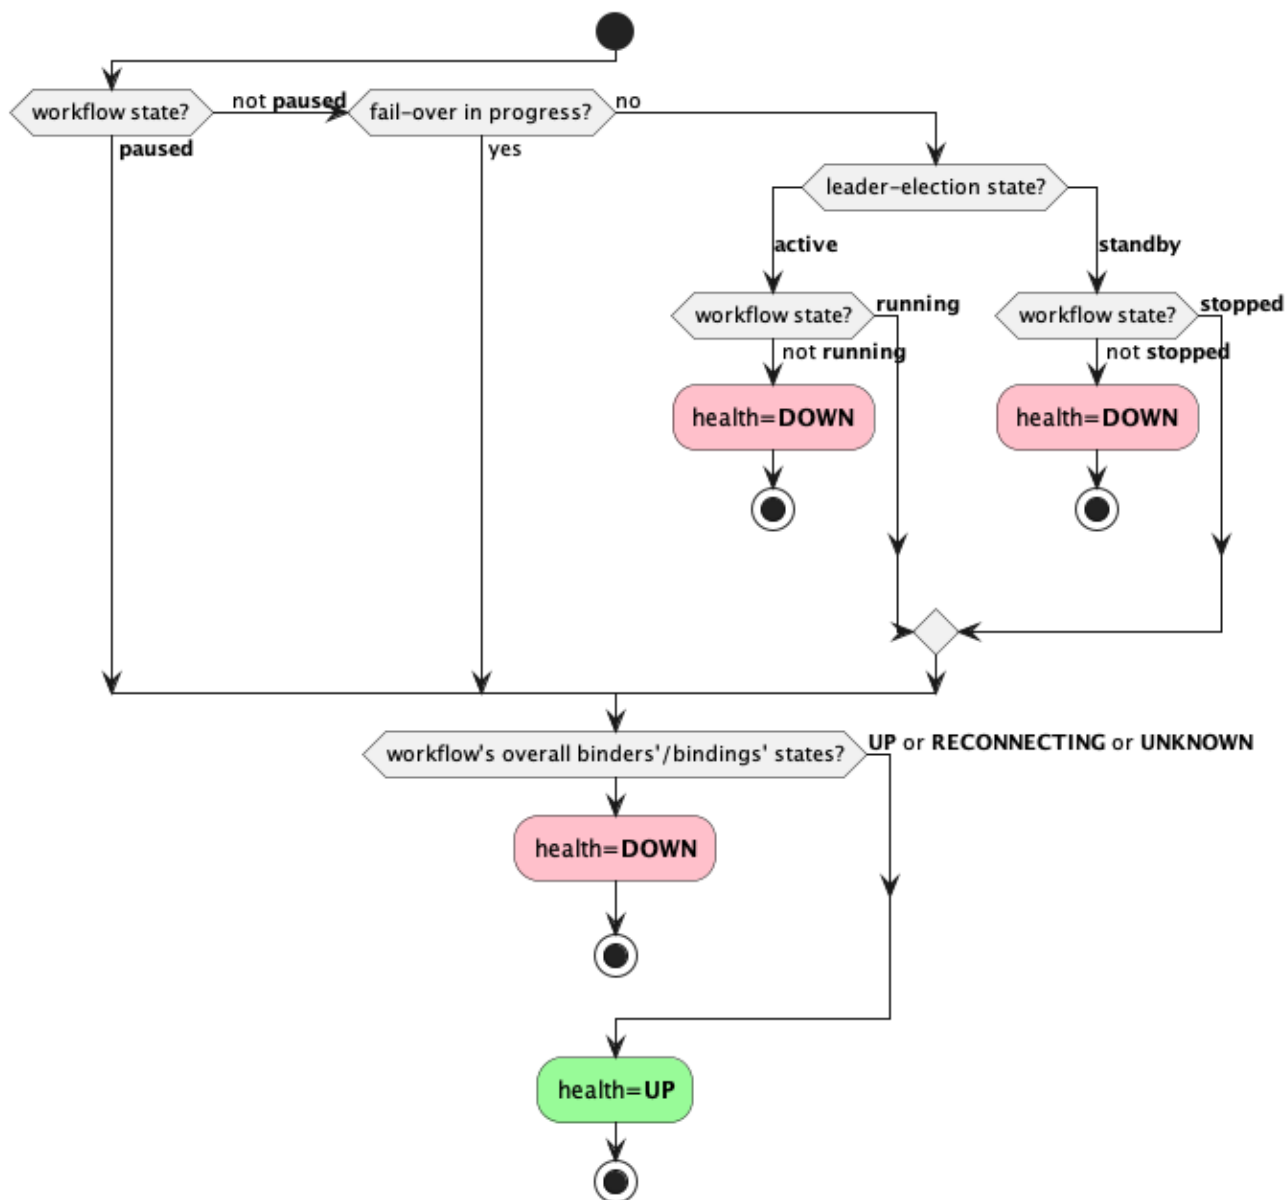 workflow state?
not paused
fail-over in progress?
no
paused
yes
leader-election state?
active
standby
workflow state?
running
workflow state?
stopped
not running
not stopped
health=DOWN
health=DOWN
workflow's overall binders'/bindings' states?
UP or RECONNECTING or UNKNOWN
health=DOWN
health=UP